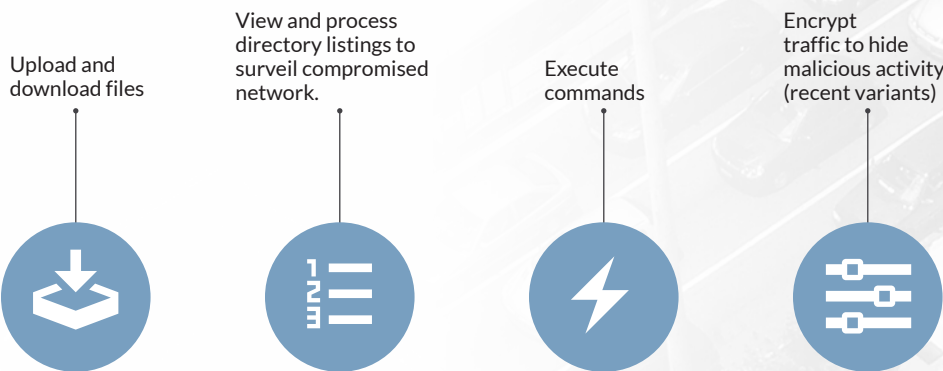 Upload and
download files
View and process
directory listings to
surveil compromised
network.
Execute
commands
Encrypt
traffic to hide
malicious activity
(recent variants)
1
2
3